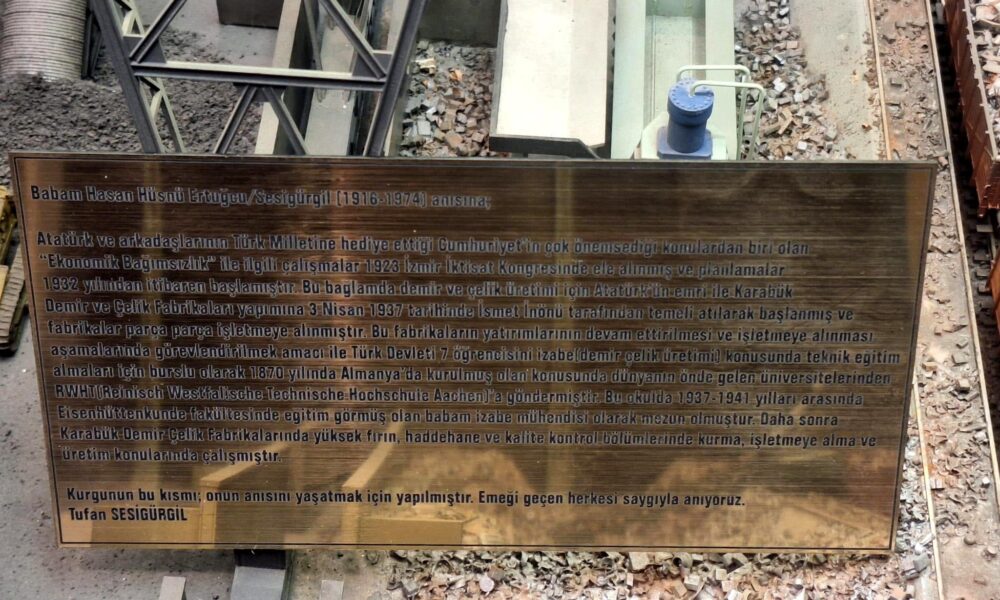 Babam Hasan Hüsnü Ertuğcu/Sesigürgil (1916-1974) anısına;
Atatürk ve arkadaşlarının Türk Milletine hediye ettiği Cumhuriyet'in çok önemsediği konulardan biri olan
“Ekonomik Bağımsızlık” ile ilgili çalışmalar 1923 İzmir İktisat Kongresinde ele alınmış ve planlamalar
1932 yılından itibaren başlamıştır. Bu bağlamda demir ve çelik üretimi için Atatürk'ün emri ile Karabük
Demir ve Çelik Fabrikaları yapımına 3 Nisan 1937 tarihinde İsmet İnönü tarafından temeli atılarak başlanmış ve
fabrikalar parça parça işletmeye alınmıştır. Bu fabrikaların yatırımlarının devam ettirilmesi ve işletmeye alınması
aşamalarında görevlendirilmek amacı ile Türk Devleti 7 öğrencisini izabe(demir çelik üretimi) konusunda teknik eğitim
almaları için burslu olarak 1870 yılında Almanya'da kurulmuş olan konusunda dünyanın önde gelen üniversitelerinden
RWHT(Reinisch Westfalische Technische Hochschule Aachen)'a göndermiştir. Bu okulda 1937-1941 yılları arasında
Eisenhüttenkunde fakültesinde eğitim görmüş olan babam izabe mühendisi olarak mezun olmuştur. Daha sonra
Karabük Demir Çelik Fabrikalarında yüksek fırın, haddehane ve kalite kontrol bölümlerinde kurma, işletmeye alma ve
üretim konularında çalışmıştır.
Kurgunun bu kısmı; onun anısını yaşatmak için yapılmıştır. Emeği geçen herkesi saygıyla anıyoruz.
Tufan SESİGÜRGİL